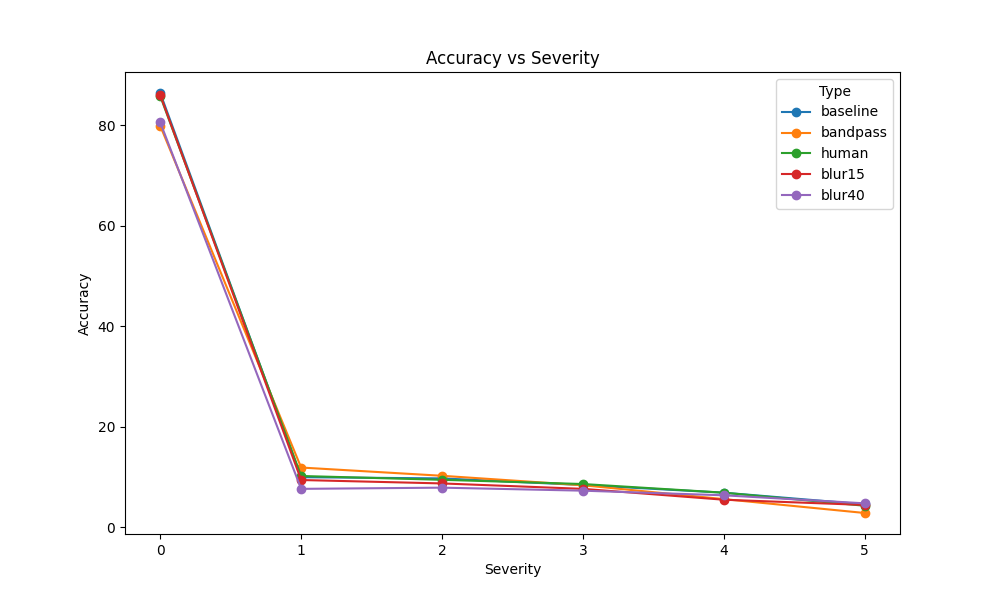 Accuracy vs Severity
Type
baseline
bandpass
human
blur15
blur40
Accuracy
80
60
40
20
0
0 1 2 3 4 5
Severity